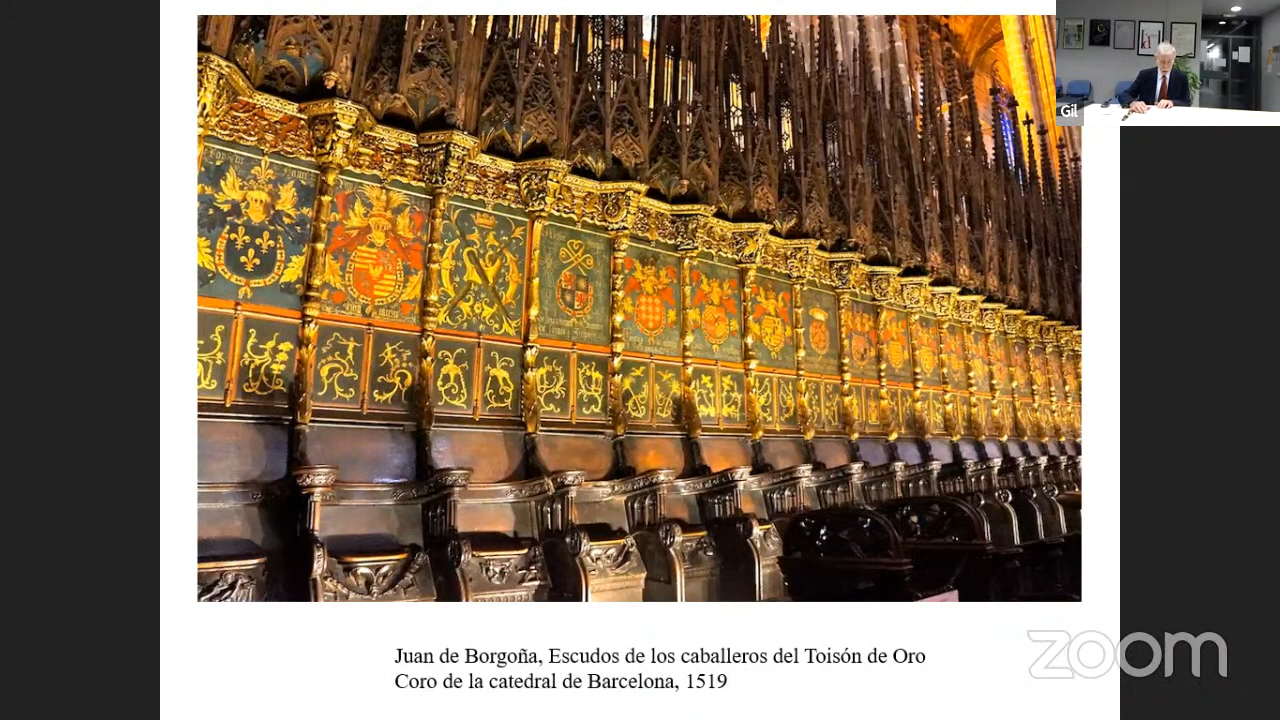 Gil
Juan de Borgoña, Escudos de los caballeros del Toisón de Oro
Coro de la catedral de Barcelona, 1519
zoom